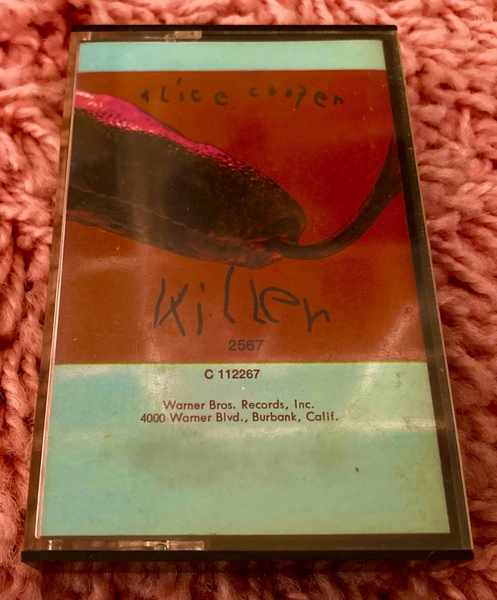 alice cooper
killer
2567
C 112267
Warner Bros. Records, Inc.
4000 Warner Blvd., Burbank, Calif.